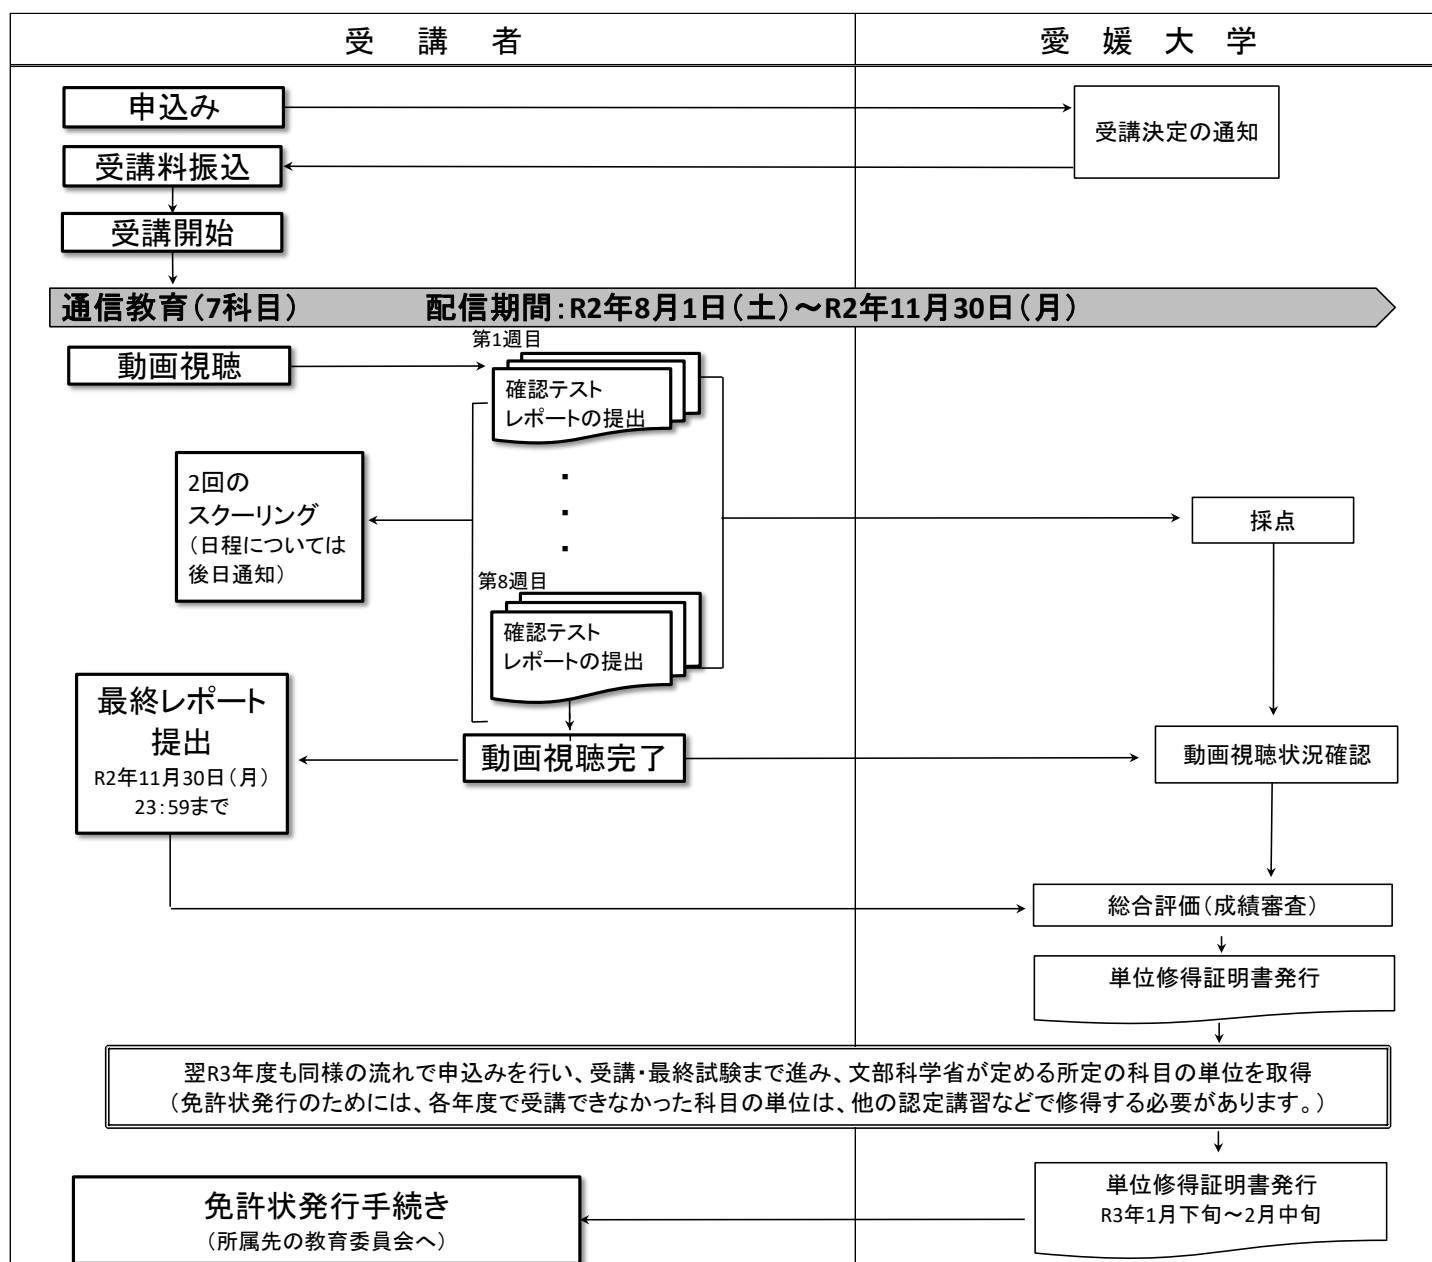 受 講 者
愛 媛 大 学
申込み
受講決定の通知
受講料振込
受講開始
通信教育(7科目) 配信期間:R2年8月1日(土)~R2年11月30日(月)
第1週目
動画視聴
確認テスト
レポートの提出
2回の
スクーリング
(日程については
後日通知)
・
・
・
採点
第8週目
確認テスト
レポートの提出
最終レポート
提出
R2年11月30日(月)
23:59まで
動画視聴完了
動画視聴状況確認
総合評価(成績審査)
単位修得証明書発行
翌R3年度も同様の流れで申込みを行い、受講・最終試験まで進み、文部科学省が定める所定の科目の単位を取得
(免許状発行のためには、各年度で受講できなかった科目の単位は、他の認定講習などで修得する必要があります。)
免許状発行手続き
(所属先の教育委員会へ)
単位修得証明書発行
R3年1月下旬~2月中旬